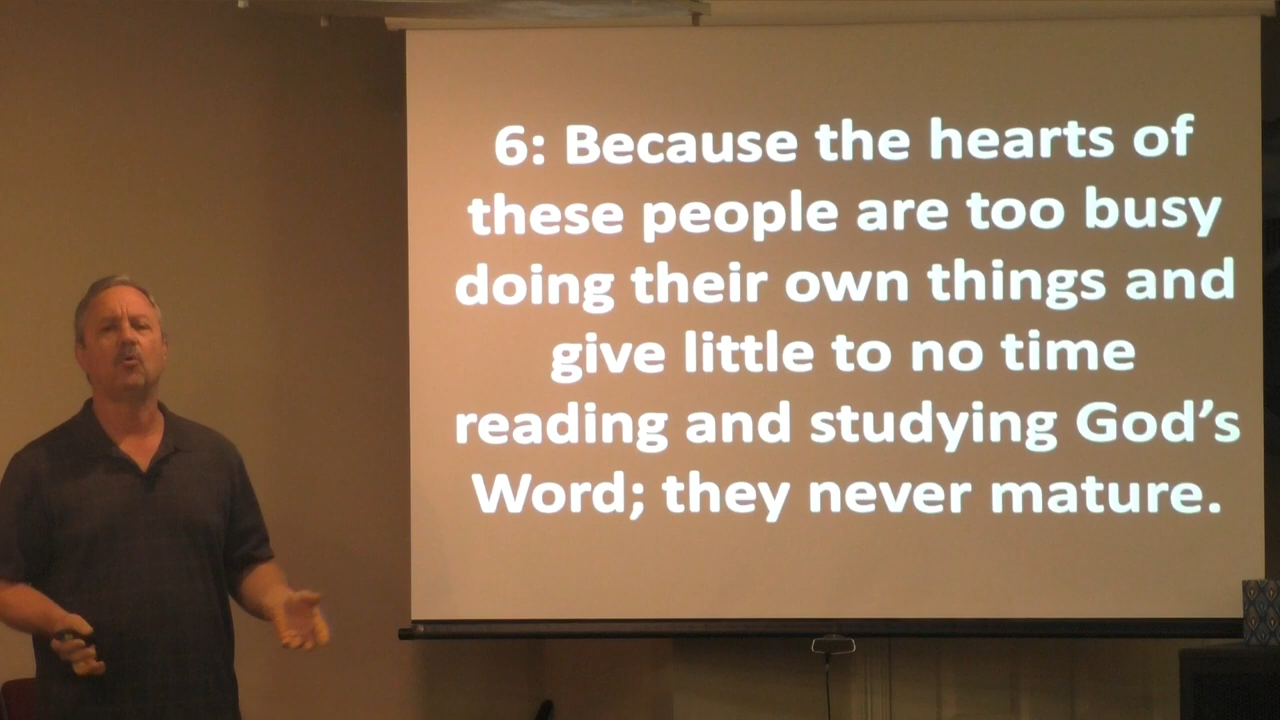 6: Because the hearts of
these people are too busy
doing their own things and
give little to no time
reading and studying God’s
Word; they never mature.